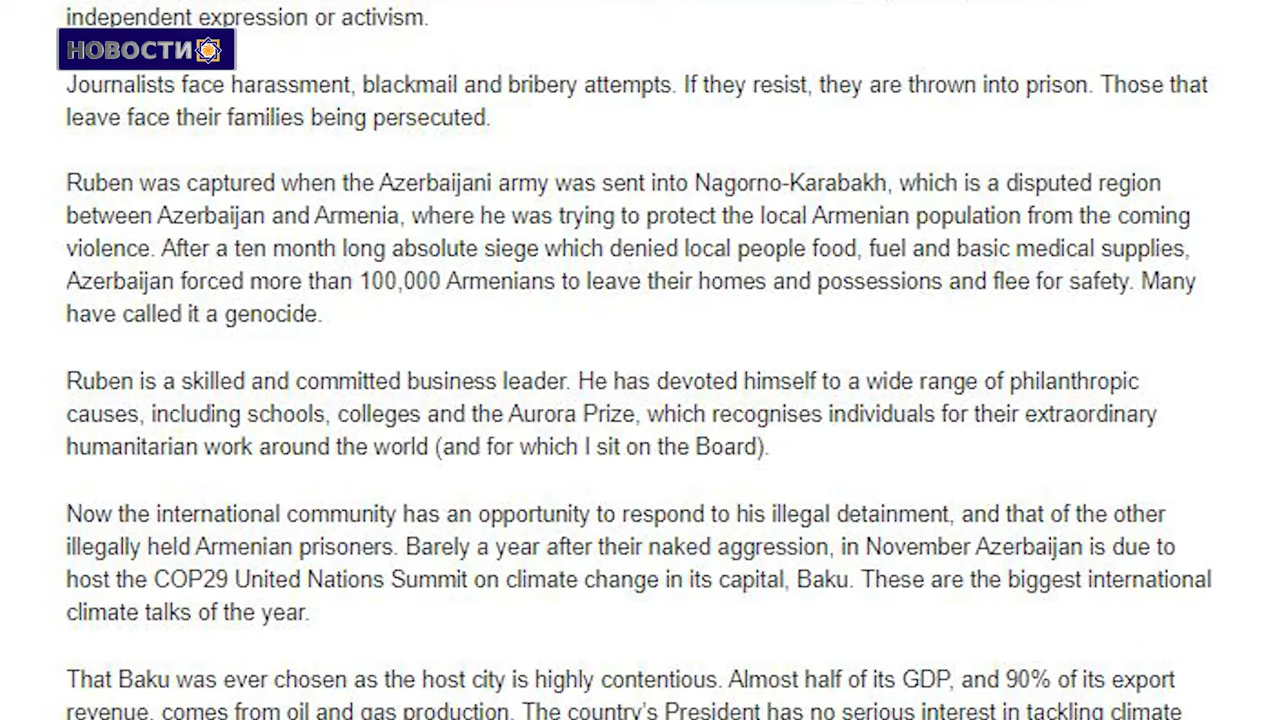 independent expression or activism.
НОВОСТИ
Journalists face harassment, blackmail and bribery attempts. If they resist, they are thrown into prison. Those that
leave face their families being persecuted.
Ruben was captured when the Azerbaijani army was sent into Nagorno-Karabakh, which is a disputed region
between Azerbaijan and Armenia, where he was trying to protect the local Armenian population from the coming
violence. After a ten month long absolute siege which denied local people food, fuel and basic medical supplies,
Azerbaijan forced more than 100,000 Armenians to leave their homes and possessions and flee for safety. Many
have called it a genocide.
Ruben is a skilled and committed business leader. He has devoted himself to a wide range of philanthropic
causes, including schools, colleges and the Aurora Prize, which recognises individuals for their extraordinary
humanitarian work around the world (and for which I sit on the Board).
Now the international community has an opportunity to respond to his illegal detainment, and that of the other
illegally held Armenian prisoners. Barely a year after their naked aggression, in November Azerbaijan is due to
host the COP29 United Nations Summit on climate change in its capital, Baku. These are the biggest international
climate talks of the year.
That Baku was ever chosen as the host city is highly contentious. Almost half of its GDP, and 90% of its export
revenue, comes from oil and gas production. The country's President has no serious interest in tackling climate